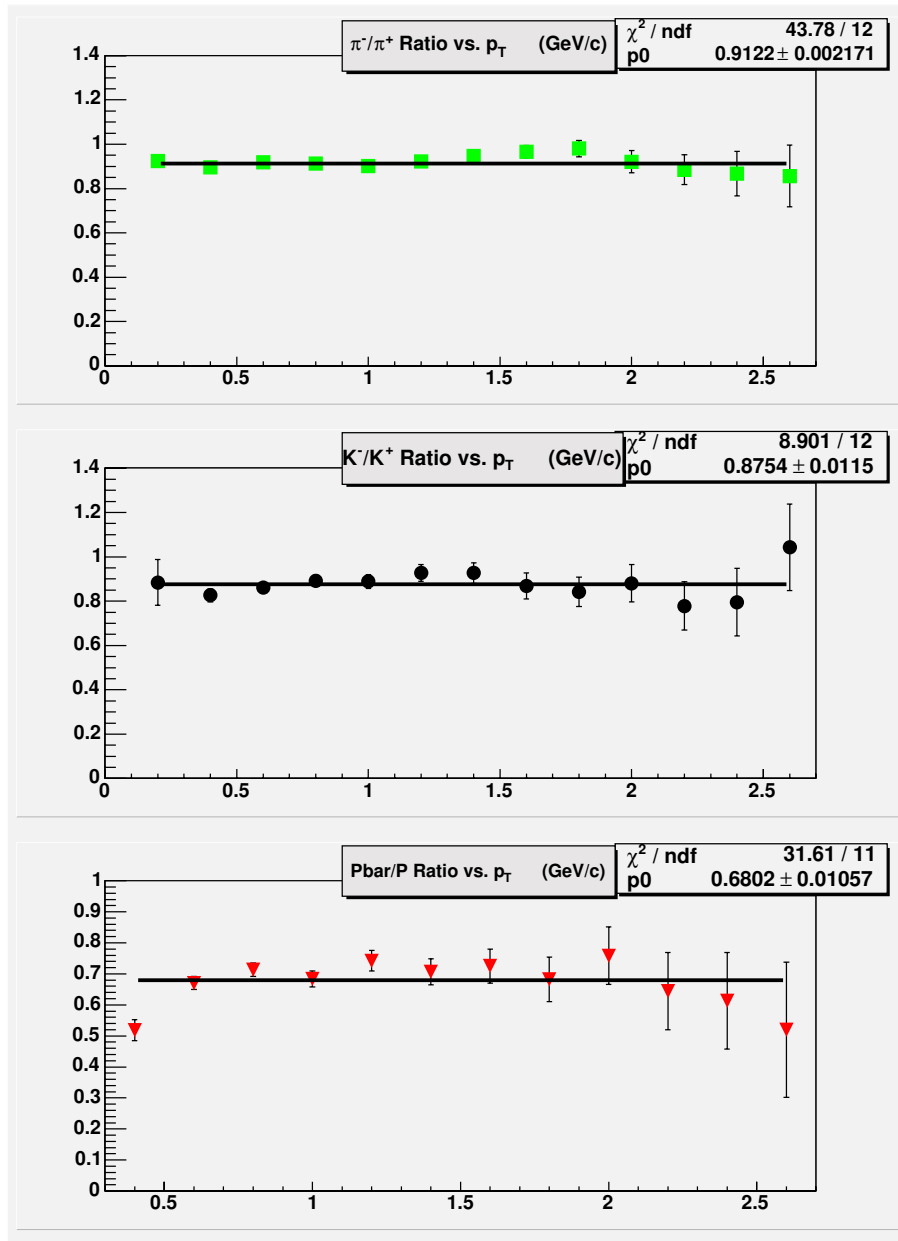 π⁻/π⁺ Ratio vs. p_T (GeV/c)
χ² / ndf 43.78 / 12
p0 0.9122 ± 0.002171
1.4
1.2
1
0.8
0.6
0.4
0.2
0
0 0.5 1 1.5 2 2.5
K⁻/K⁺ Ratio vs. p_T (GeV/c)
χ² / ndf 8.901 / 12
p0 0.8754 ± 0.0115
1.4
1.2
1
0.8
0.6
0.4
0.2
0
0 0.5 1 1.5 2 2.5
Pbar/P Ratio vs. p_T (GeV/c)
χ² / ndf 31.61 / 11
p0 0.6802 ± 0.01057
1
0.9
0.8
0.7
0.6
0.5
0.4
0.3
0.2
0.1
0
0.5 1 1.5 2 2.5